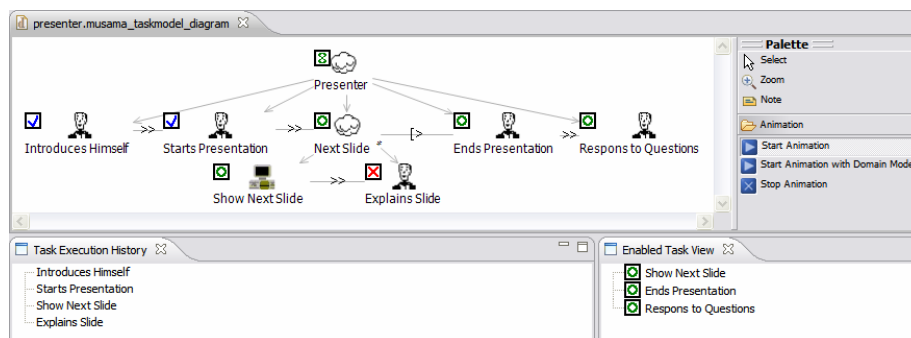 presenter.musama_taskmodel_diagram
Palette
Select
Zoom
Note
Animation
Start Animation
Start Animation with Domain Mode
Stop Animation
Presenter
>> >> [> >>
Introduces Himself Starts Presentation Next Slide Ends Presentation Respons to Questions
>>
Show Next Slide Explains Slide
Task Execution History
Introduces Himself
Starts Presentation
Show Next Slide
Explains Slide
Enabled Task View
Show Next Slide
Ends Presentation
Respons to Questions